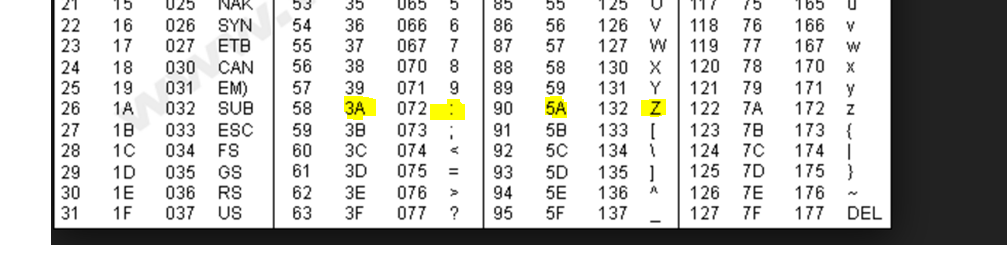 21 15 025 NAK 53 35 065 5 85 55 125 U 117 75 165 u
22 16 026 SYN 54 36 066 6 86 56 126 V 118 76 166 v
23 17 027 ETB 55 37 067 7 87 57 127 W 119 77 167 w
24 18 030 CAN 56 38 070 8 88 58 130 X 120 78 170 x
25 19 031 EM) 57 39 071 9 89 59 131 Y 121 79 171 y
26 1A 032 SUB 58 3A 072 : 90 5A 132 Z 122 7A 172 z
27 1B 033 ESC 59 3B 073 ; 91 5B 133 [ 123 7B 173 {
28 1C 034 FS 60 3C 074 < 92 5C 134 \ 124 7C 174 |
29 1D 035 GS 61 3D 075 = 93 5D 135 ] 125 7D 175 }
30 1E 036 RS 62 3E 076 > 94 5E 136 ^ 126 7E 176 ~
31 1F 037 US 63 3F 077 ? 95 5F 137 _ 127 7F 177 DEL
www.